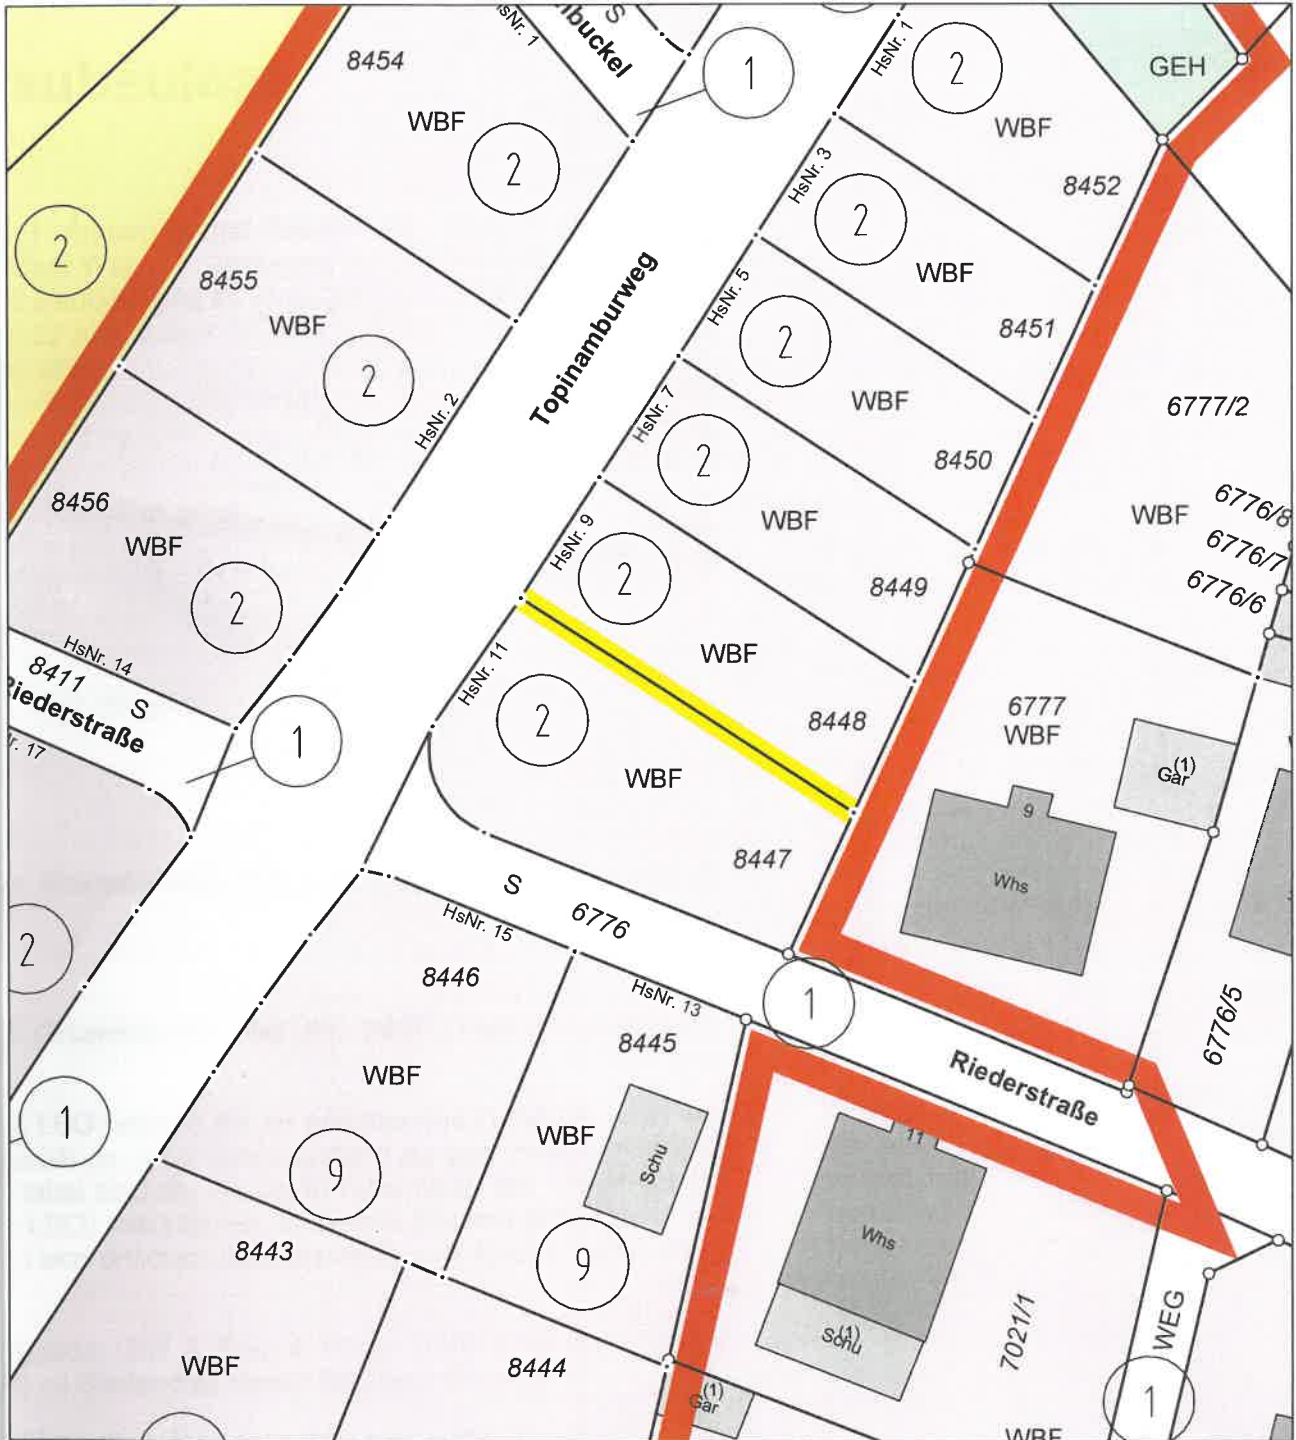 HsNr. 1
S
buckel
1
HsNr. 1
2
GEH
8454
WBF
2
WBF
8452
HsNr. 3
2
WBF
2
8455
WBF
2
HsNr. 2
Topinamburweg
HsNr. 5
2
8451
WBF
HsNr. 7
2
8450
6777/2
WBF
6776/8
6776/7
6776/6
8456
WBF
2
WBF
HsNr. 9
2
8449
WBF
HsNr. 14
8411
S
Riederstraße
Nr. 17
1
HsNr. 11
2
8448
WBF
6777
WBF
(1)
Gar
9
Whs
8447
S
6776
2
HsNr. 15
8446
HsNr. 13
8445
1
Riederstraße
6776/5
WBF
1
9
WBF
Schu
11
Whs
8443
9
(1)
Schu
7021/1
WEG
WBF
8444
(1)
Gar
1
WBF